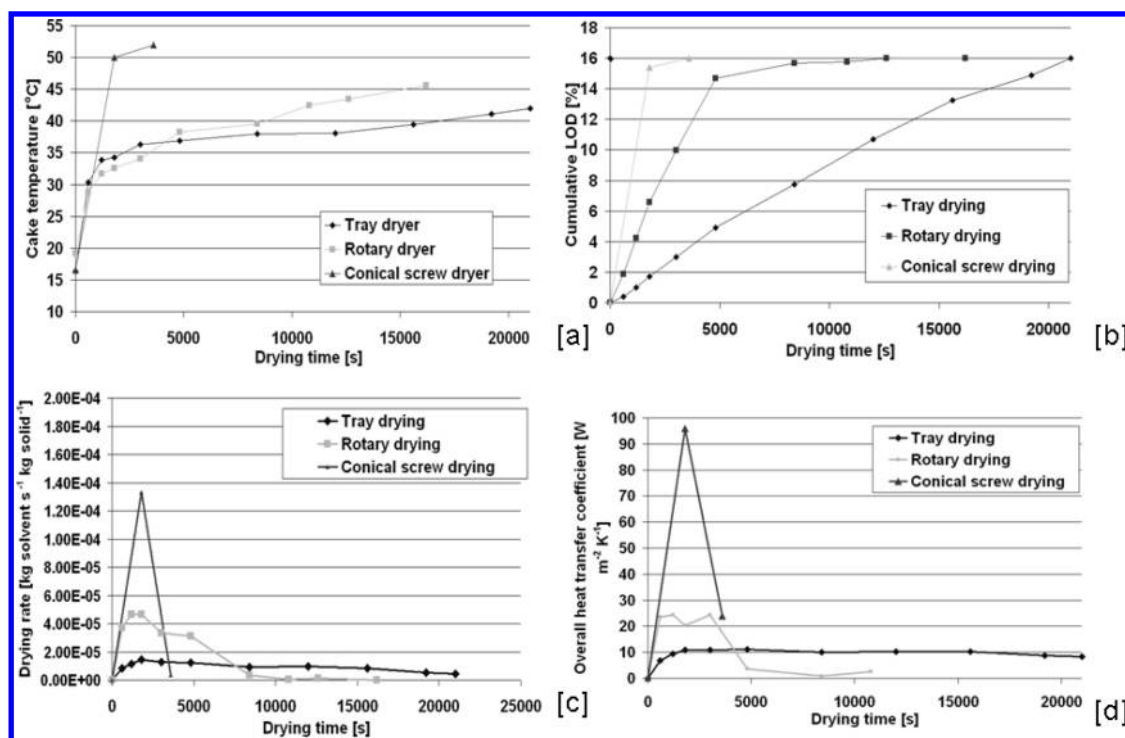 55
50
45
40
35
30
25
20
15
10
Cake temperature [°C]
Tray dryer
Rotary dryer
Conical screw dryer
0
5000
10000
15000
20000
Drying time [s]
[a]
18
16
14
12
10
8
6
4
2
0
Cumulative LOD [%]
Tray drying
Rotary drying
Conical screw drying
0
5000
10000
15000
20000
Drying time [s]
[b]
2.00E-04
1.80E-04
1.60E-04
1.40E-04
1.20E-04
1.00E-04
8.00E-05
6.00E-05
4.00E-05
2.00E-05
0.00E+00
Drying rate [kg solvent s⁻¹ kg solid⁻¹]
Tray drying
Rotary drying
Conical screw drying
0
5000
10000
15000
20000
25000
Drying time [s]
[c]
100
90
80
70
60
50
40
30
20
10
0
Overall heat transfer coefficient [W
m⁻² K⁻¹]
Tray drying
Rotary drying
Conical screw drying
0
5000
10000
15000
20000
Drying time [s]
[d]